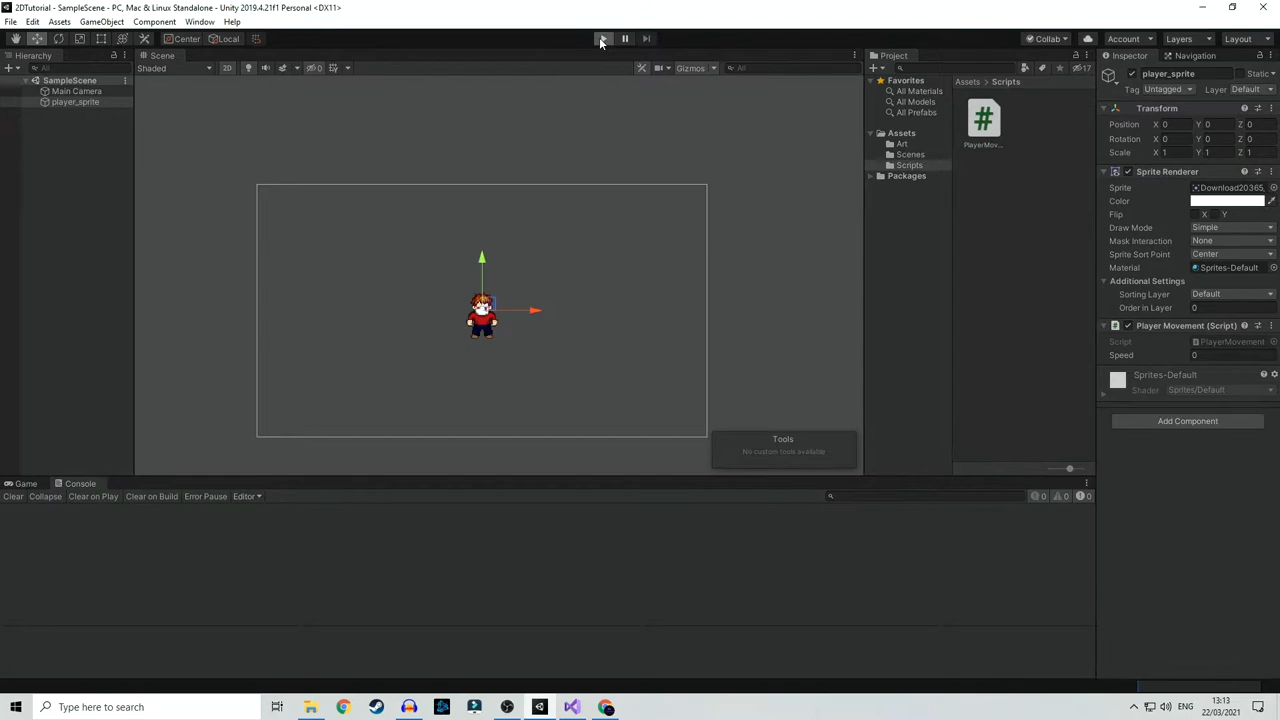 2DTutorial - SampleScene - PC, Mac & Linux Standalone - Unity 2019.4.21f1 Personal <DX11>
File Edit Assets GameObject Component Window Help
Center Local Collab Account Layers Layout
Hierarchy Scene Project Inspector Navigation
All Shaded 2D 0 Gizmos All 17
SampleScene
Main Camera
player_sprite
Favorites
All Materials
All Models
All Prefabs
Assets
Art
Scenes
Scripts
Packages
Assets > Scripts
#
PlayerMov...
player_sprite Static
Tag Untagged Layer Default
Transform
Position X 0 Y 0 Z 0
Rotation X 0 Y 0 Z 0
Scale X 1 Y 1 Z 1
Sprite Renderer
Sprite Download20365_
Color
Flip X Y
Draw Mode Simple
Mask Interaction None
Sprite Sort Point Center
Material Sprites-Default
Additional Settings
Sorting Layer Default
Order in Layer 0
# Player Movement (Script)
Script PlayerMovement
Speed 0
Sprites-Default
Shader Sprites/Default
Add Component
Tools
No custom tools available
Game Console
Clear Collapse Clear on Play Clear on Build Error Pause Editor 0 0 0
Type here to search
ENG
13:13
22/03/2021